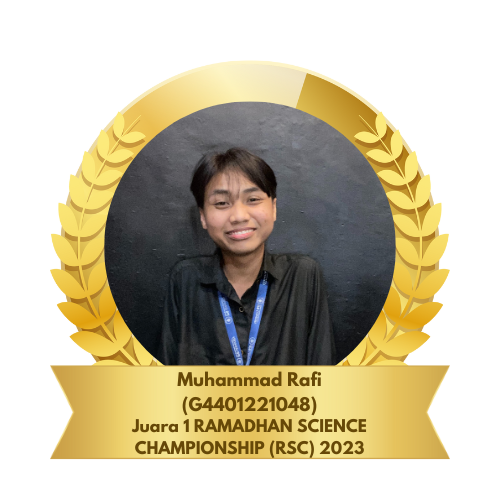 Muhammad Rafi
(G4401221048)
Juara 1 RAMADHAN SCIENCE
CHAMPIONSHIP (RSC) 2023